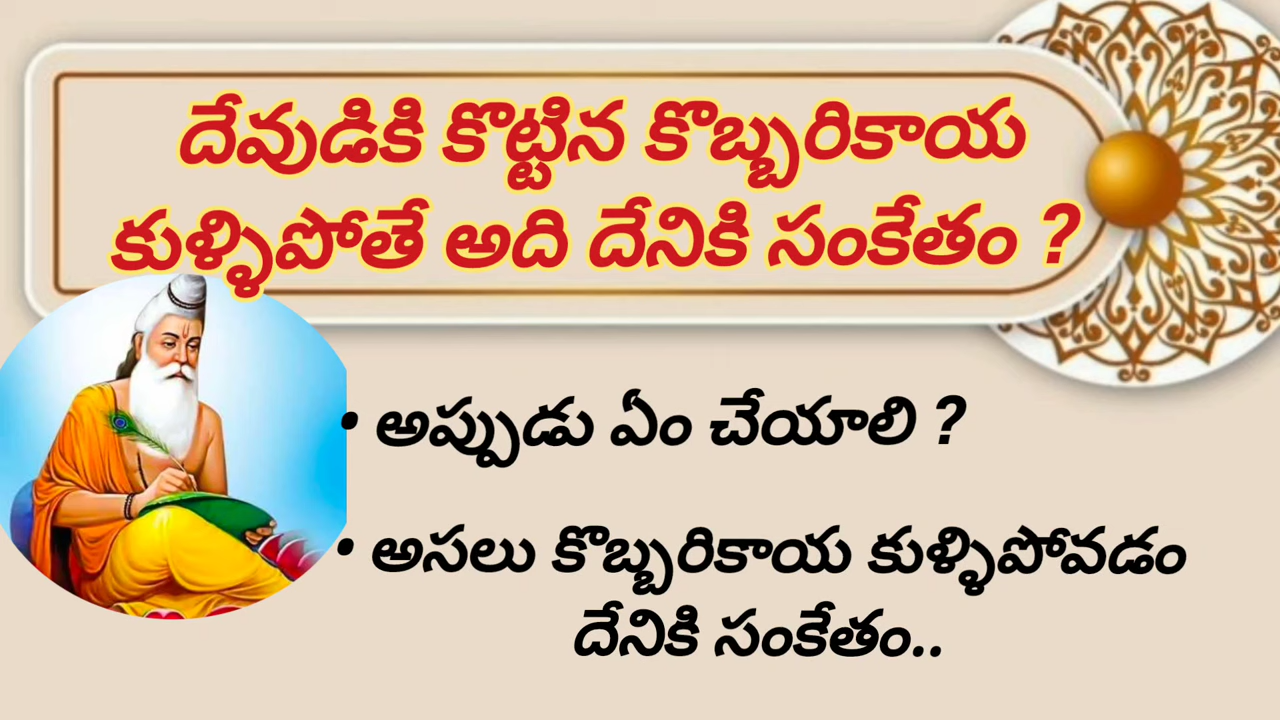 దేవుడికి కొట్టిన కొబ్బరికాయ
కుళ్ళిపోతే అది దేనికి సంకేతం ?
• అప్పుడు ఏం చేయాలి ?
• అసలు కొబ్బరికాయ కుళ్ళిపోవడం
దేనికి సంకేతం..